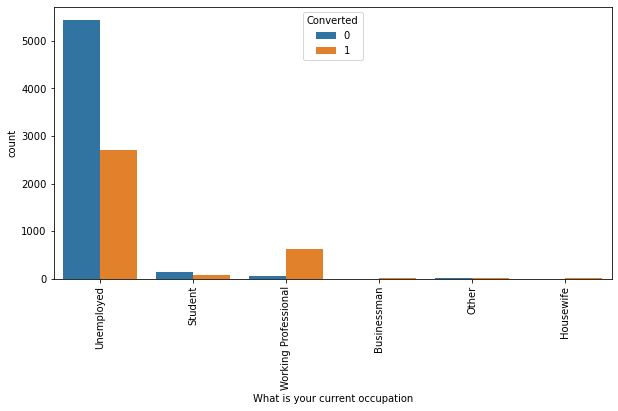 Converted
0
1
5000
4000
3000
2000
1000
0
count
Unemployed
Student
Working Professional
Businessman
Other
Housewife
What is your current occupation